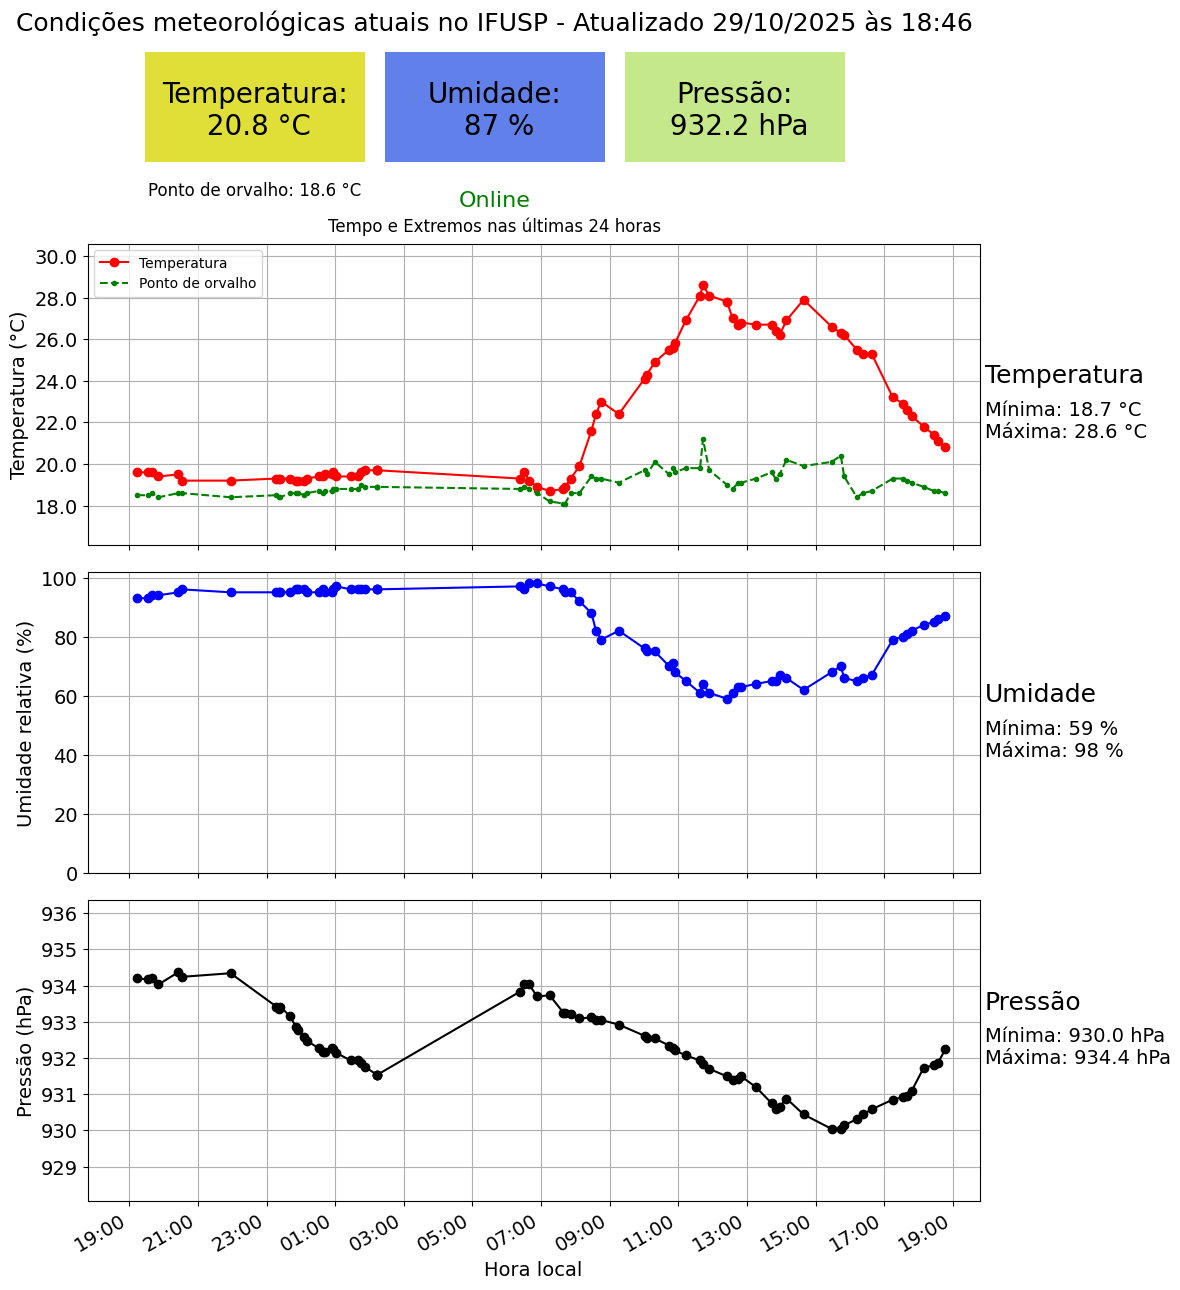 Condições meteorológicas atuais no IFUSP - Atualizado 29/10/2025 às 18:46
Temperatura:
20.8 °C
Umidade:
87 %
Pressão:
932.2 hPa
Ponto de orvalho: 18.6 °C
Online
Tempo e Extremos nas últimas 24 horas
Temperatura (°C)
30.0
28.0
26.0
24.0
22.0
20.0
18.0
Temperatura
Ponto de orvalho
Temperatura
Mínima: 18.7 °C
Máxima: 28.6 °C
Umidade relativa (%)
100
80
60
40
20
0
Umidade
Mínima: 59 %
Máxima: 98 %
Pressão (hPa)
936
935
934
933
932
931
930
929
Pressão
Mínima: 930.0 hPa
Máxima: 934.4 hPa
19:00
21:00
23:00
01:00
03:00
05:00
07:00
09:00
11:00
13:00
15:00
17:00
19:00
Hora local